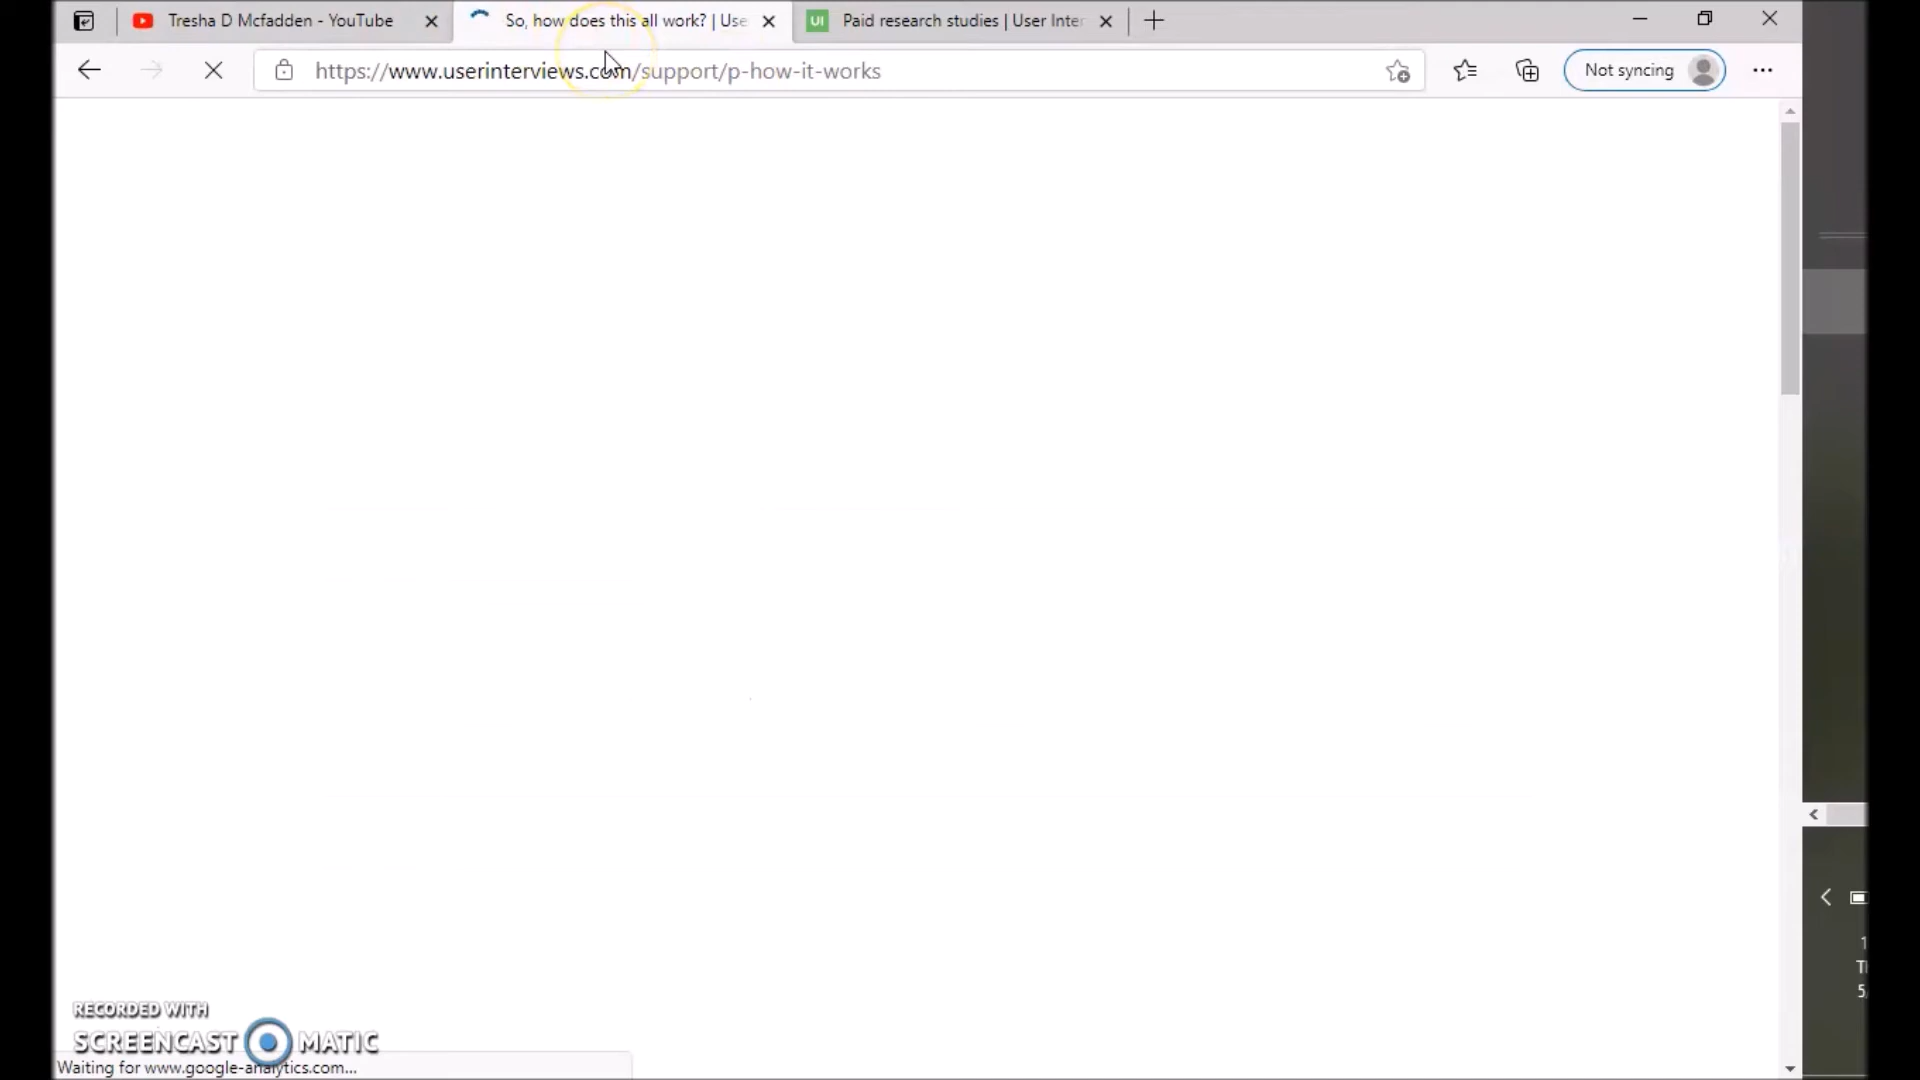 Tresha D Mcfadden - YouTube
So, how does this all work? | Use
UI
Paid research studies | User Inter
https://www.userinterviews.com/support/p-how-it-works
Not syncing
RECORDED WITH
SCREENCAST MATIC
Waiting for www.google-analytics.com...